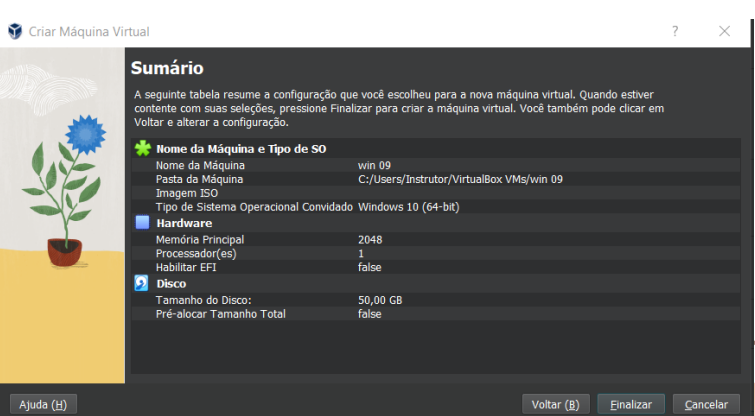 Criar Máquina Virtual ? ×
Sumário
A seguinte tabela resume a configuração que você escolheu para a nova máquina virtual. Quando estiver
contente com suas seleções, pressione Finalizar para criar a máquina virtual. Você também pode clicar em
Voltar e alterar a configuração.
Nome da Máquina e Tipo de SO
Nome da Máquina win 09
Pasta da Máquina C:/Users/Instrutor/VirtualBox VMs/win 09
Imagem ISO
Tipo de Sistema Operacional Convidado Windows 10 (64-bit)
Hardware
Memória Principal 2048
Processador(es) 1
Habilitar EFI false
Disco
Tamanho do Disco: 50,00 GB
Pré-alocar Tamanho Total false
Ajuda (H) Voltar (B) Finalizar Cancelar